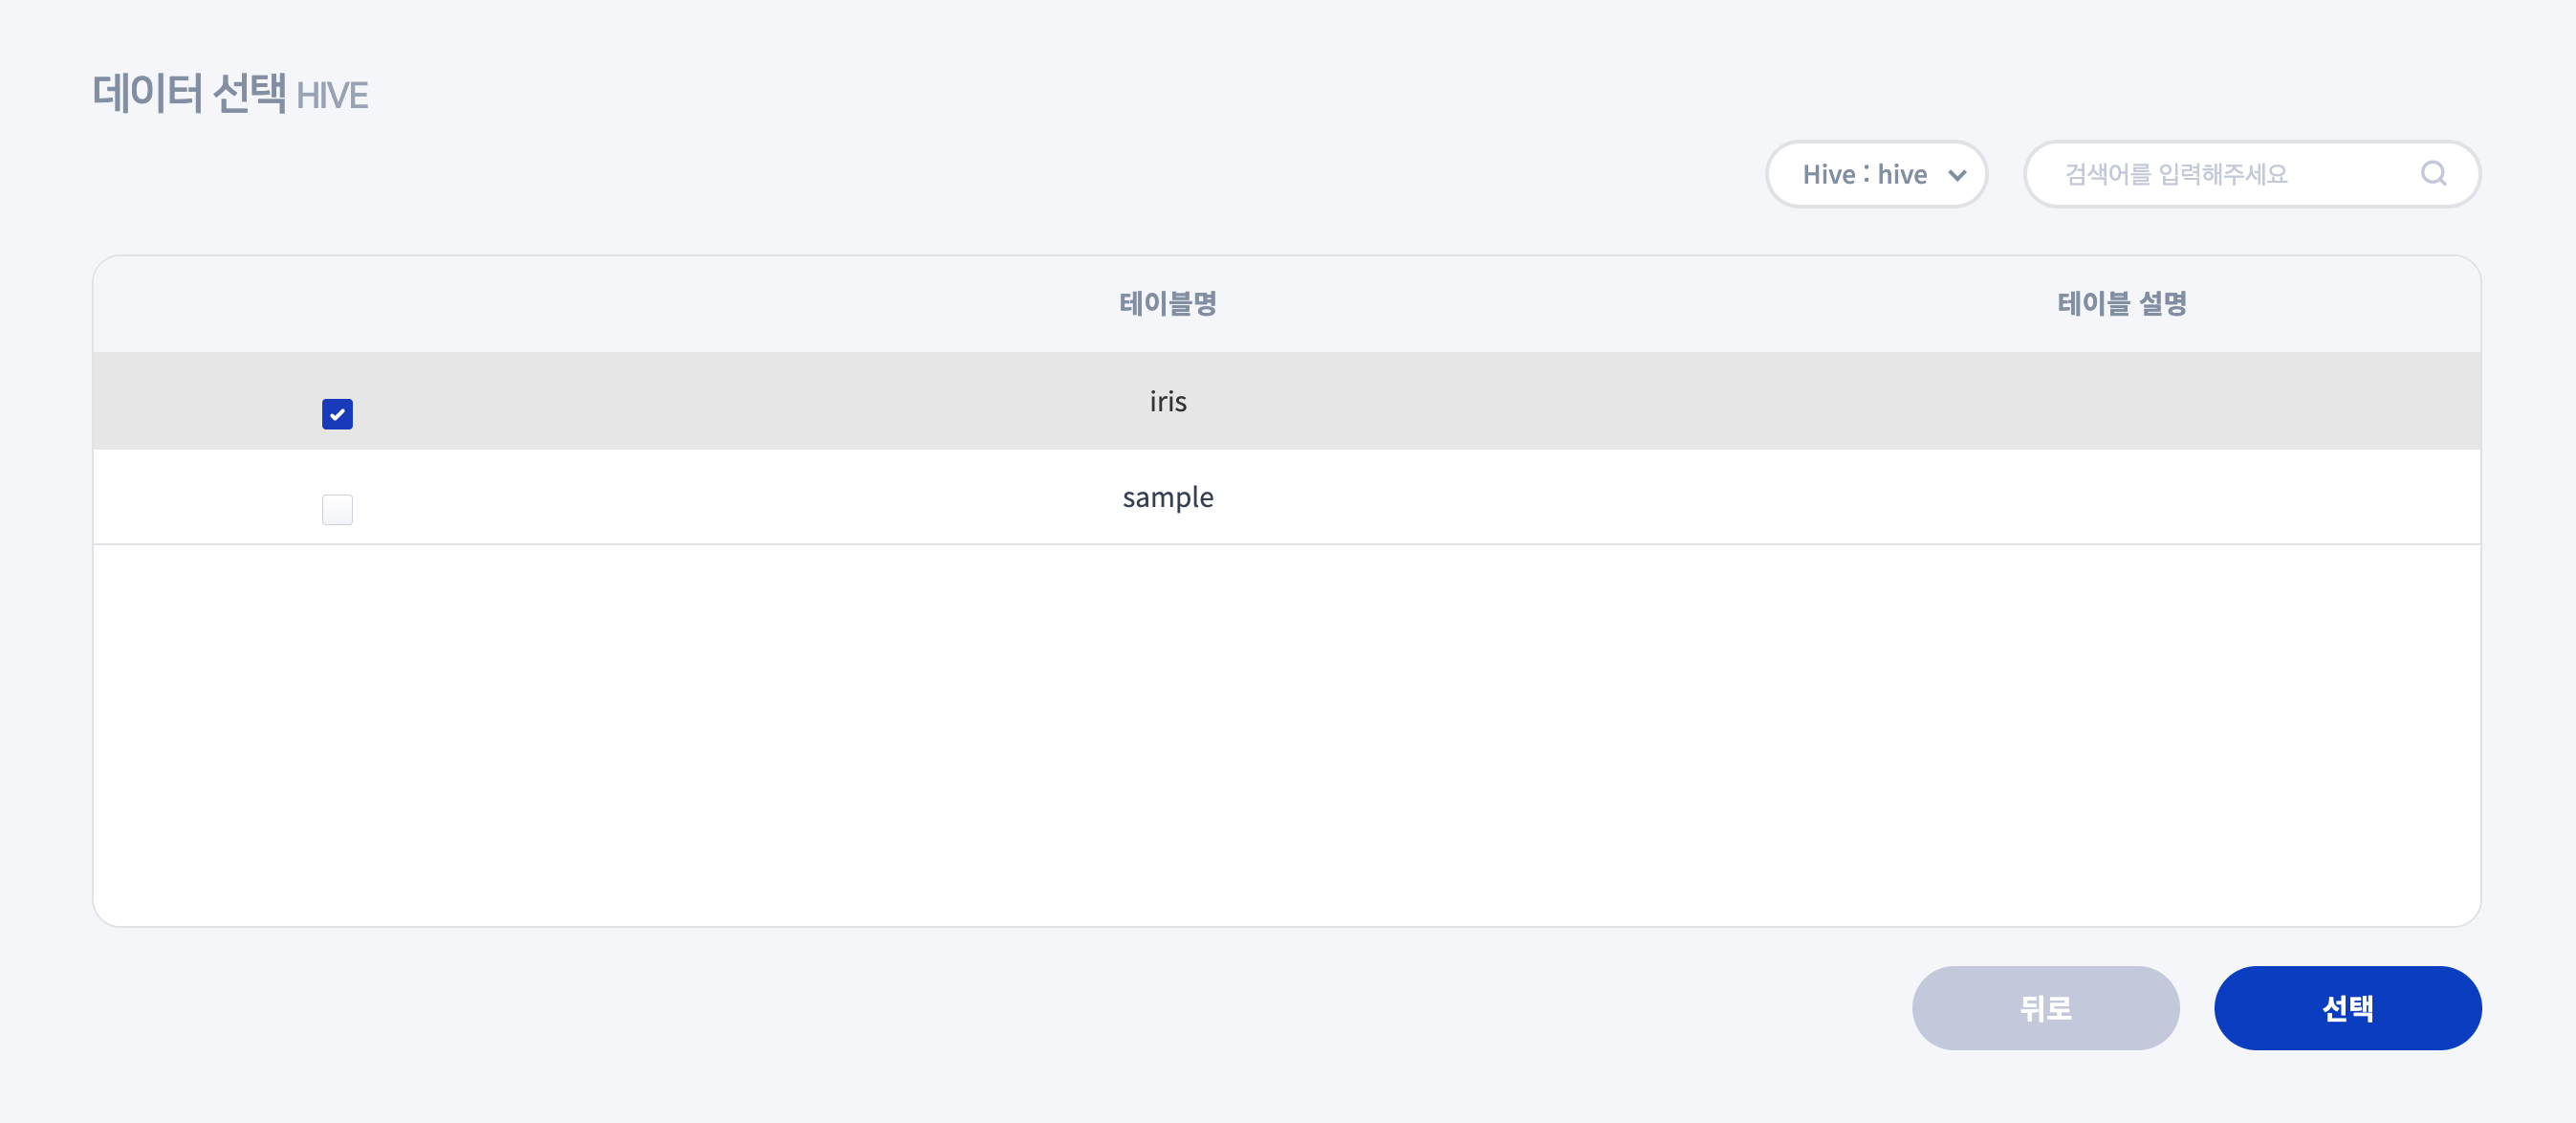 데이터 선택 HIVE
Hive : hive
검색어를 입력해주세요
테이블명 테이블 설명
iris
sample
뒤로 선택